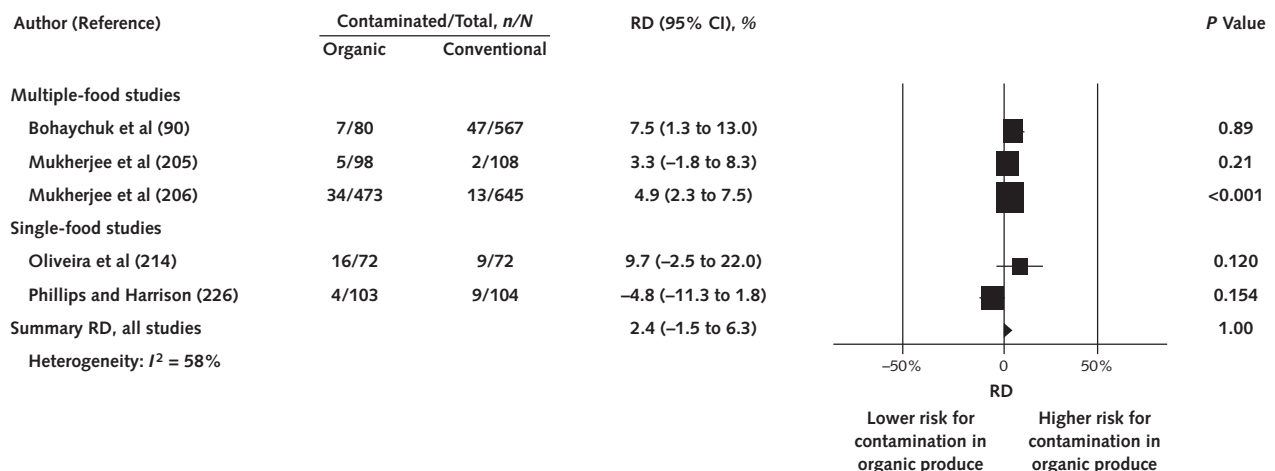 Author (Reference) Contaminated/Total, n/N RD (95% CI), % P Value
Organic Conventional
Multiple-food studies
Bohaychuk et al (90) 7/80 47/567 7.5 (1.3 to 13.0) 0.89
Mukherjee et al (205) 5/98 2/108 3.3 (–1.8 to 8.3) 0.21
Mukherjee et al (206) 34/473 13/645 4.9 (2.3 to 7.5) <0.001
Single-food studies
Oliveira et al (214) 16/72 9/72 9.7 (–2.5 to 22.0) 0.120
Phillips and Harrison (226) 4/103 9/104 –4.8 (–11.3 to 1.8) 0.154
Summary RD, all studies 2.4 (–1.5 to 6.3) 1.00
Heterogeneity: I² = 58%
–50% 0 50%
RD
Lower risk for Higher risk for
contamination in contamination in
organic produce organic produce